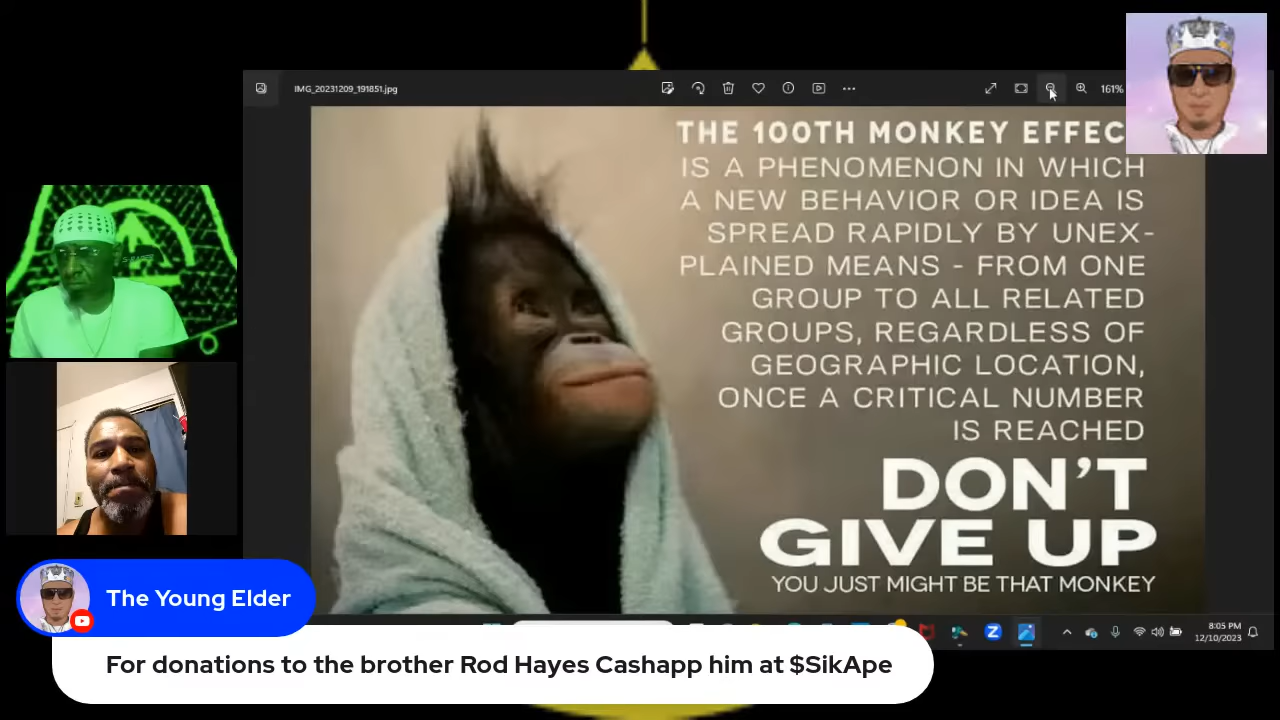 IMG_20231209_191851.jpg
161%
THE 100TH MONKEY EFFEC
IS A PHENOMENON IN WHICH
A NEW BEHAVIOR OR IDEA IS
SPREAD RAPIDLY BY UNEX-
PLAINED MEANS - FROM ONE
GROUP TO ALL RELATED
GROUPS, REGARDLESS OF
GEOGRAPHIC LOCATION,
ONCE A CRITICAL NUMBER
IS REACHED
DON'T
GIVE UP
YOU JUST MIGHT BE THAT MONKEY
The Young Elder
For donations to the brother Rod Hayes Cashapp him at $SikApe
Z
8:05 PM
12/10/2023